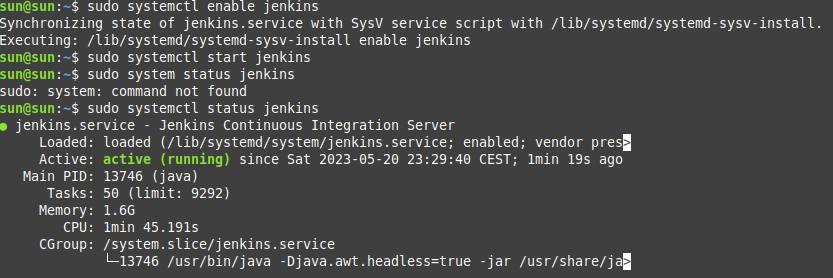 sun@sun:~$ sudo systemctl enable jenkins
Synchronizing state of jenkins.service with SysV service script with /lib/systemd/systemd-sysv-install.
Executing: /lib/systemd/systemd-sysv-install enable jenkins
sun@sun:~$ sudo systemctl start jenkins
sun@sun:~$ sudo system status jenkins
sudo: system: command not found
sun@sun:~$ sudo systemctl status jenkins
● jenkins.service - Jenkins Continuous Integration Server
     Loaded: loaded (/lib/systemd/system/jenkins.service; enabled; vendor pres>
     Active: active (running) since Sat 2023-05-20 23:29:40 CEST; 1min 19s ago
   Main PID: 13746 (java)
      Tasks: 50 (limit: 9292)
     Memory: 1.6G
        CPU: 1min 45.191s
     CGroup: /system.slice/jenkins.service
             └─13746 /usr/bin/java -Djava.awt.headless=true -jar /usr/share/ja>